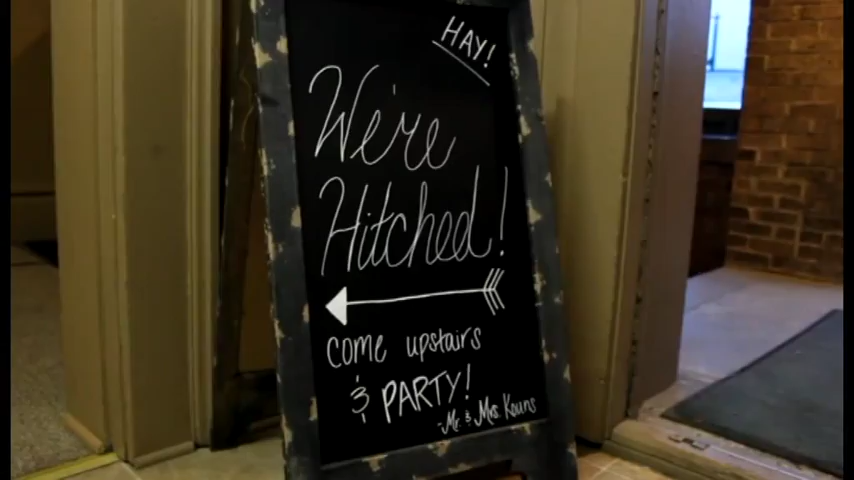 HAY!
We're
Hitched!
come upstairs
& PARTY!
-Mr. & Mrs. Kouns